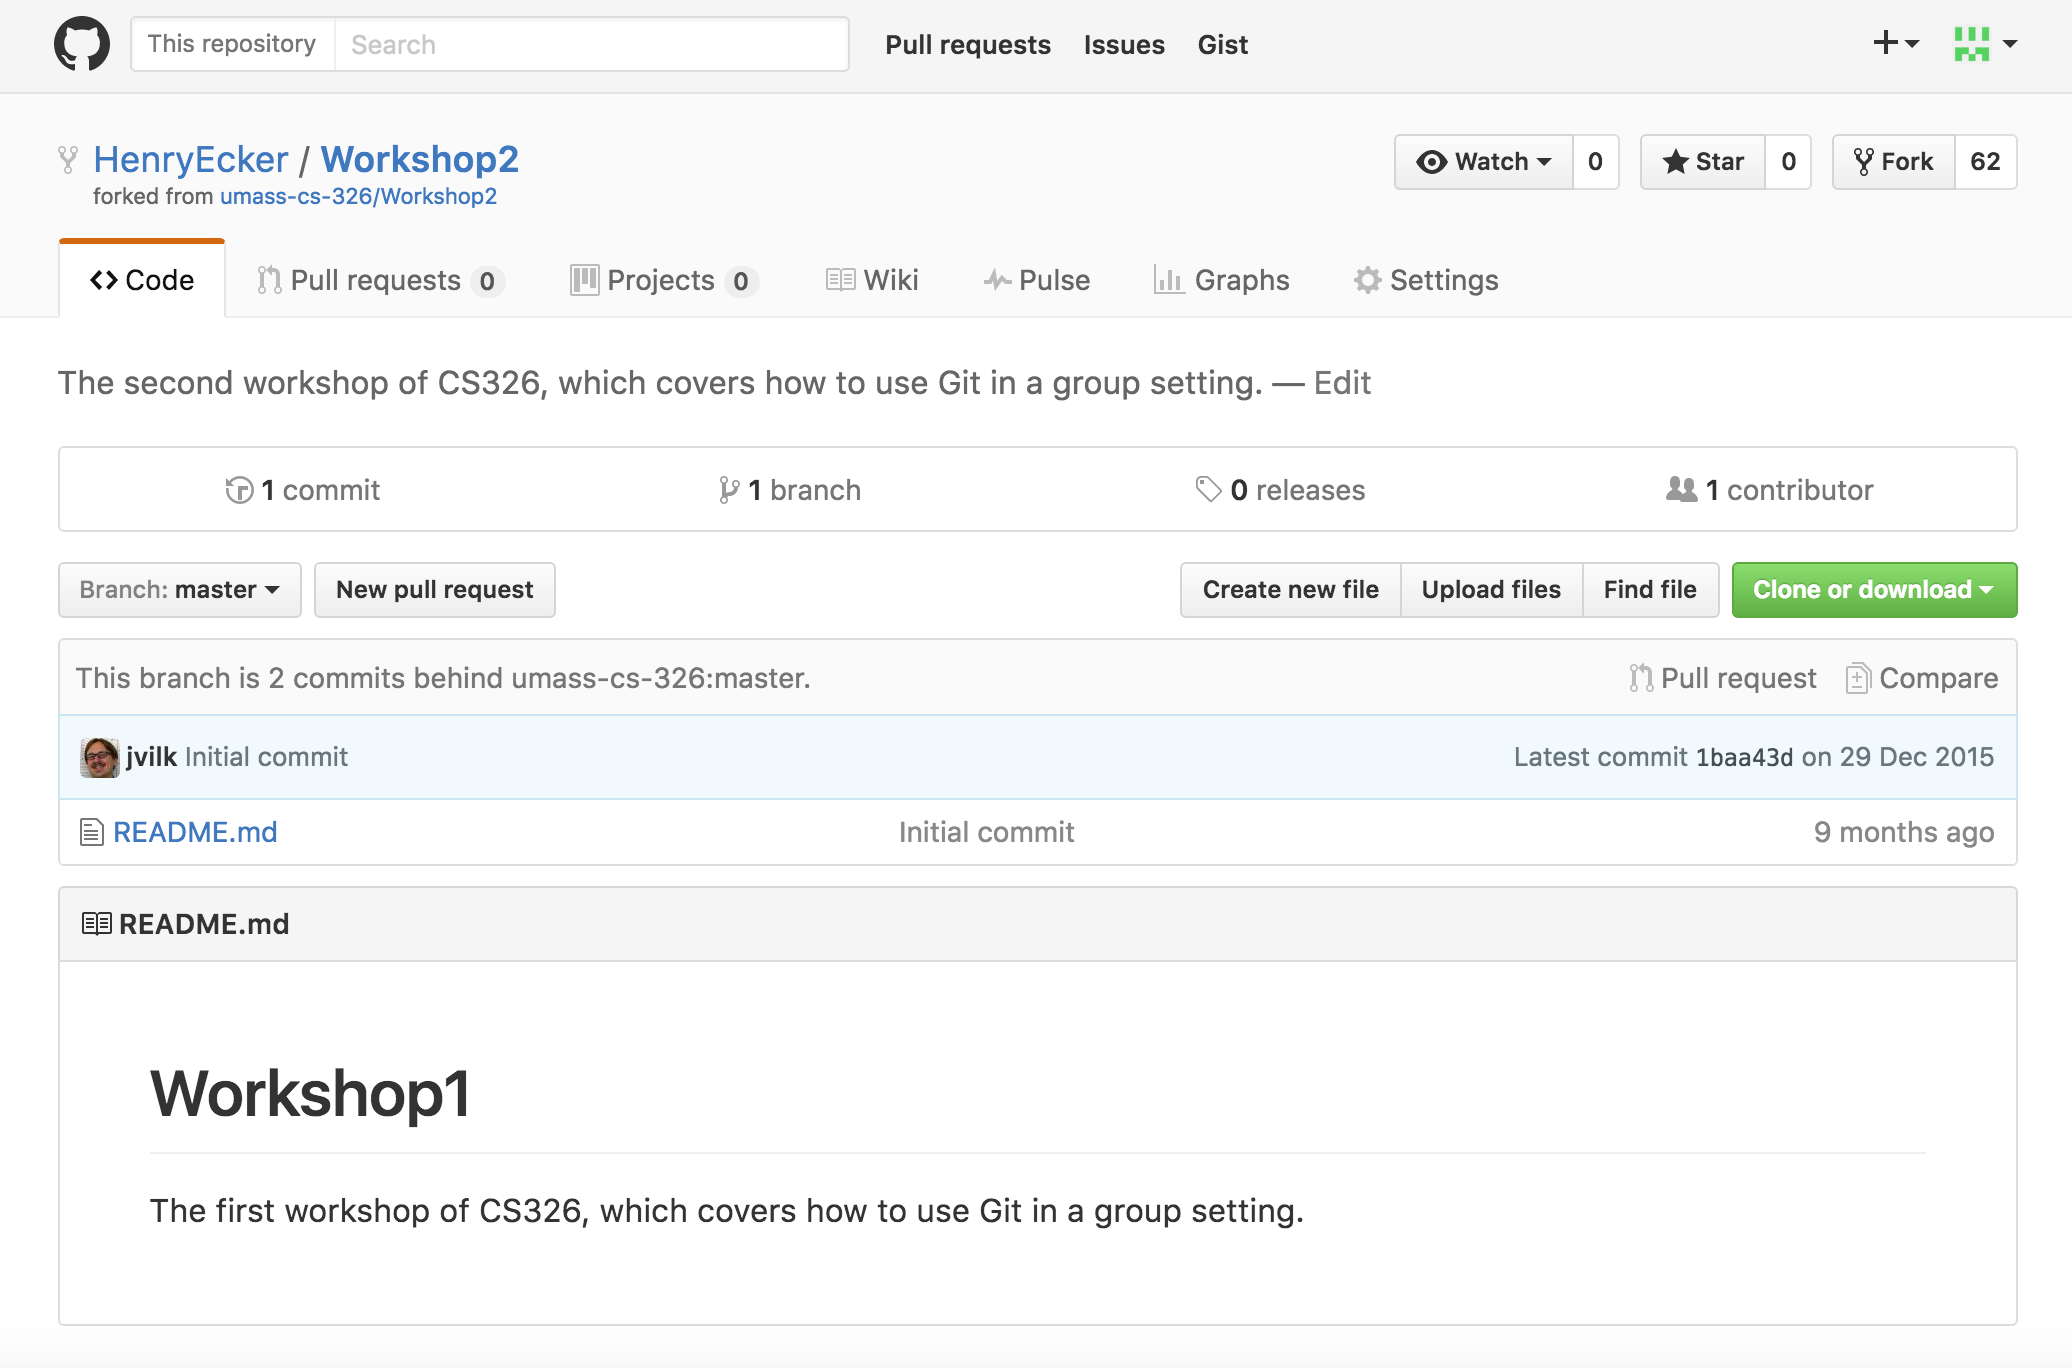 This repository Search Pull requests Issues Gist
HenryEcker / Workshop2 Watch 0 Star 0 Fork 62
forked from umass-cs-326/Workshop2
Code Pull requests 0 Projects 0 Wiki Pulse Graphs Settings
The second workshop of CS326, which covers how to use Git in a group setting. — Edit
1 commit 1 branch 0 releases 1 contributor
Branch: master New pull request Create new file Upload files Find file Clone or download
This branch is 2 commits behind umass-cs-326:master. Pull request Compare
jvilk Initial commit Latest commit 1baa43d on 29 Dec 2015
README.md Initial commit 9 months ago
README.md
Workshop1
The first workshop of CS326, which covers how to use Git in a group setting.